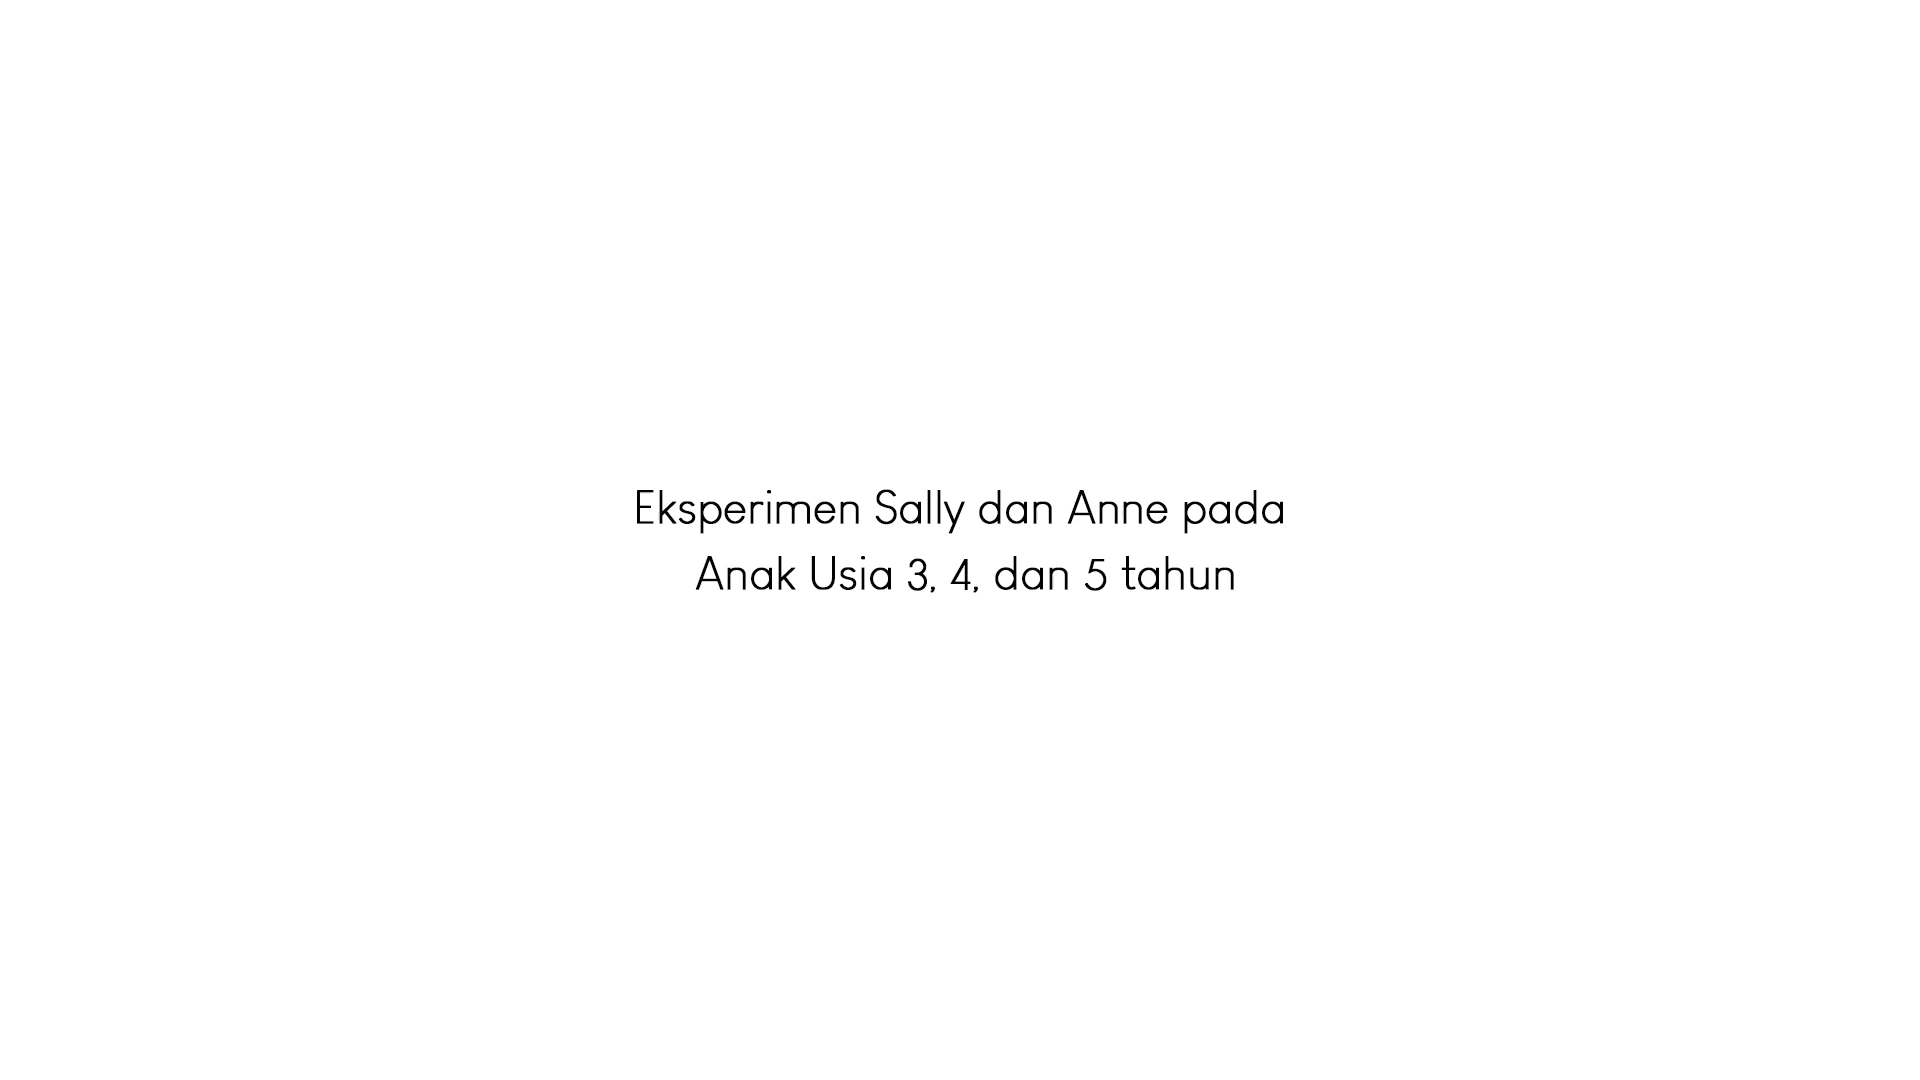 Eksperimen Sally dan Anne pada
Anak Usia 3, 4, dan 5 tahun